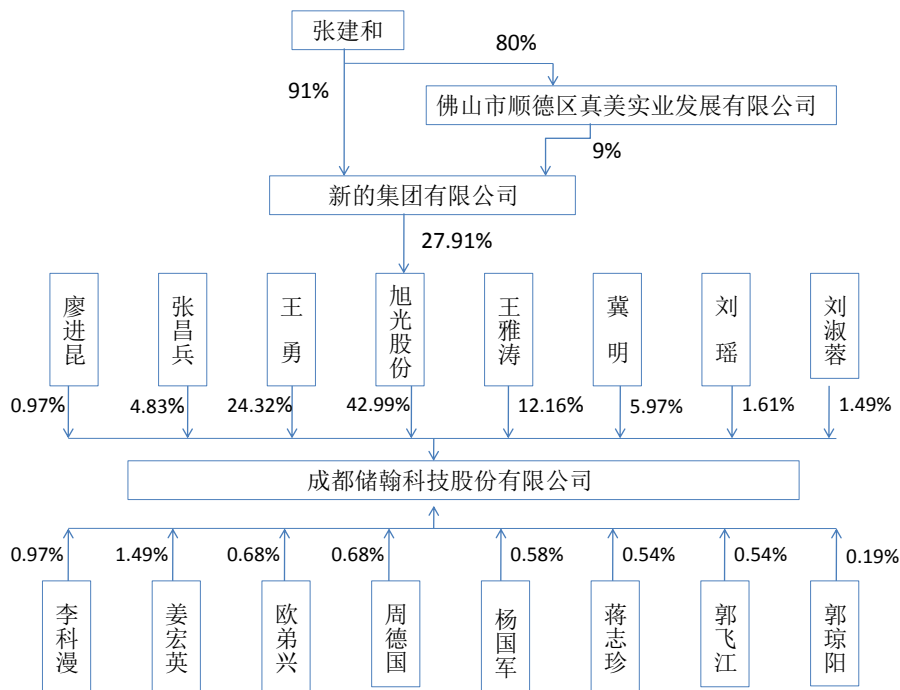 张建和
80%
91%
佛山市顺德区真美实业发展有限公司
9%
新的集团有限公司
27.91%
廖进昆
张昌兵
王勇
旭光股份
王雅涛
冀明
刘瑶
刘淑蓉
0.97%
4.83%
24.32%
42.99%
12.16%
5.97%
1.61%
1.49%
成都储翰科技股份有限公司
0.97%
1.49%
0.68%
0.68%
0.58%
0.54%
0.54%
0.19%
李科漫
姜宏英
欧弟兴
周德国
杨国军
蒋志珍
郭飞江
郭琼阳